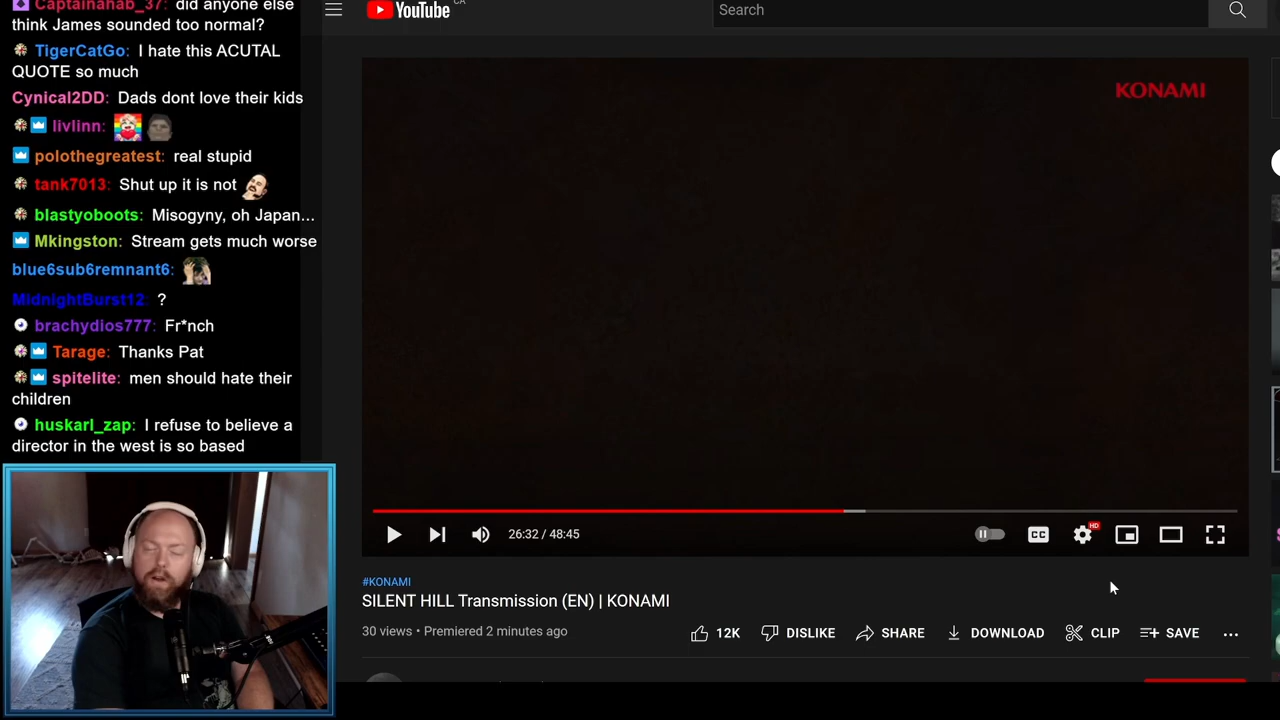 Captainahab_37: did anyone else
think James sounded too normal?
TigerCatGo: I hate this ACUTAL
QUOTE so much
Cynical2DD: Dads dont love their kids
livlinn:
polothegreatest: real stupid
tank7013: Shut up it is not
blastyoboots: Misogyny, oh Japan...
Mkingston: Stream gets much worse
blue6sub6remnant6:
MidnightBurst12: ?
brachydios777: Fr*nch
Tarage: Thanks Pat
spitelite: men should hate their
children
huskarl_zap: I refuse to believe a
director in the west is so based
YouTube CA
Search
KONAMI
26:32 / 48:45
CC
HD
#KONAMI
SILENT HILL Transmission (EN) | KONAMI
30 views • Premiered 2 minutes ago
12K
DISLIKE
SHARE
DOWNLOAD
CLIP
SAVE